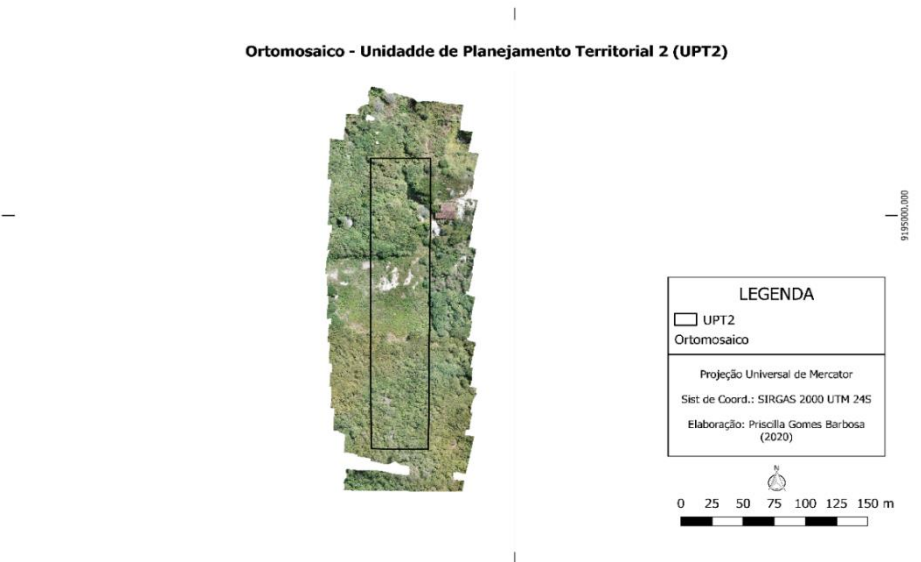 Ortomosaico - Unidadde de Planejamento Territorial 2 (UPT2)
9195000.000
LEGENDA
UPT2
Ortomosaico
Projeção Universal de Mercator
Sist de Coord.: SIRGAS 2000 UTM 24S
Elaboração: Priscilla Gomes Barbosa
(2020)
N
0 25 50 75 100 125 150 m